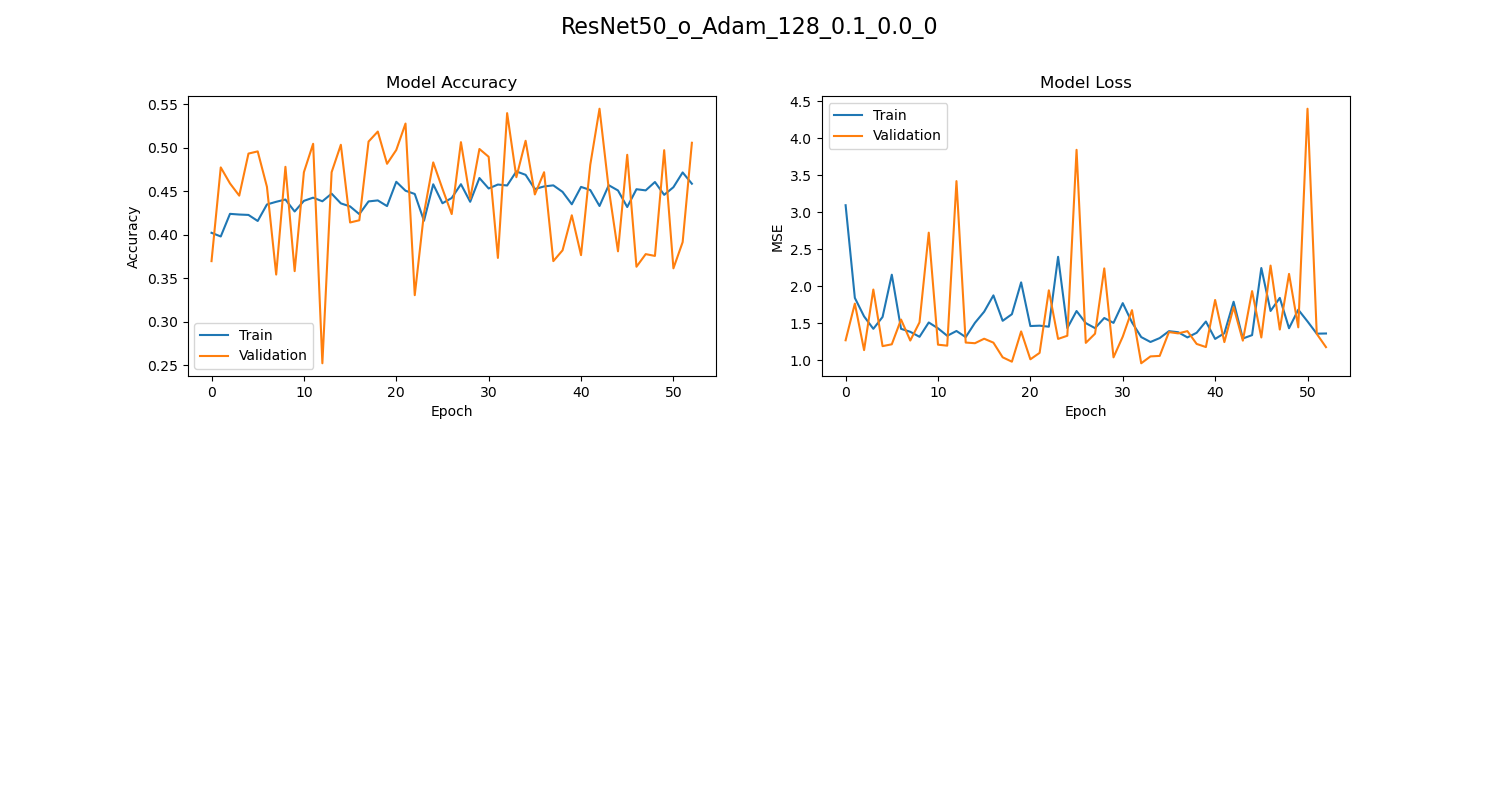 ResNet50_o_Adam_128_0.1_0.0_0
Model Accuracy
0.55
0.50
0.45
0.40
0.35
0.30
0.25
Accuracy
Train
Validation
0 10 20 30 40 50
Epoch
Model Loss
4.5
4.0
3.5
3.0
2.5
2.0
1.5
1.0
MSE
Train
Validation
0 10 20 30 40 50
Epoch